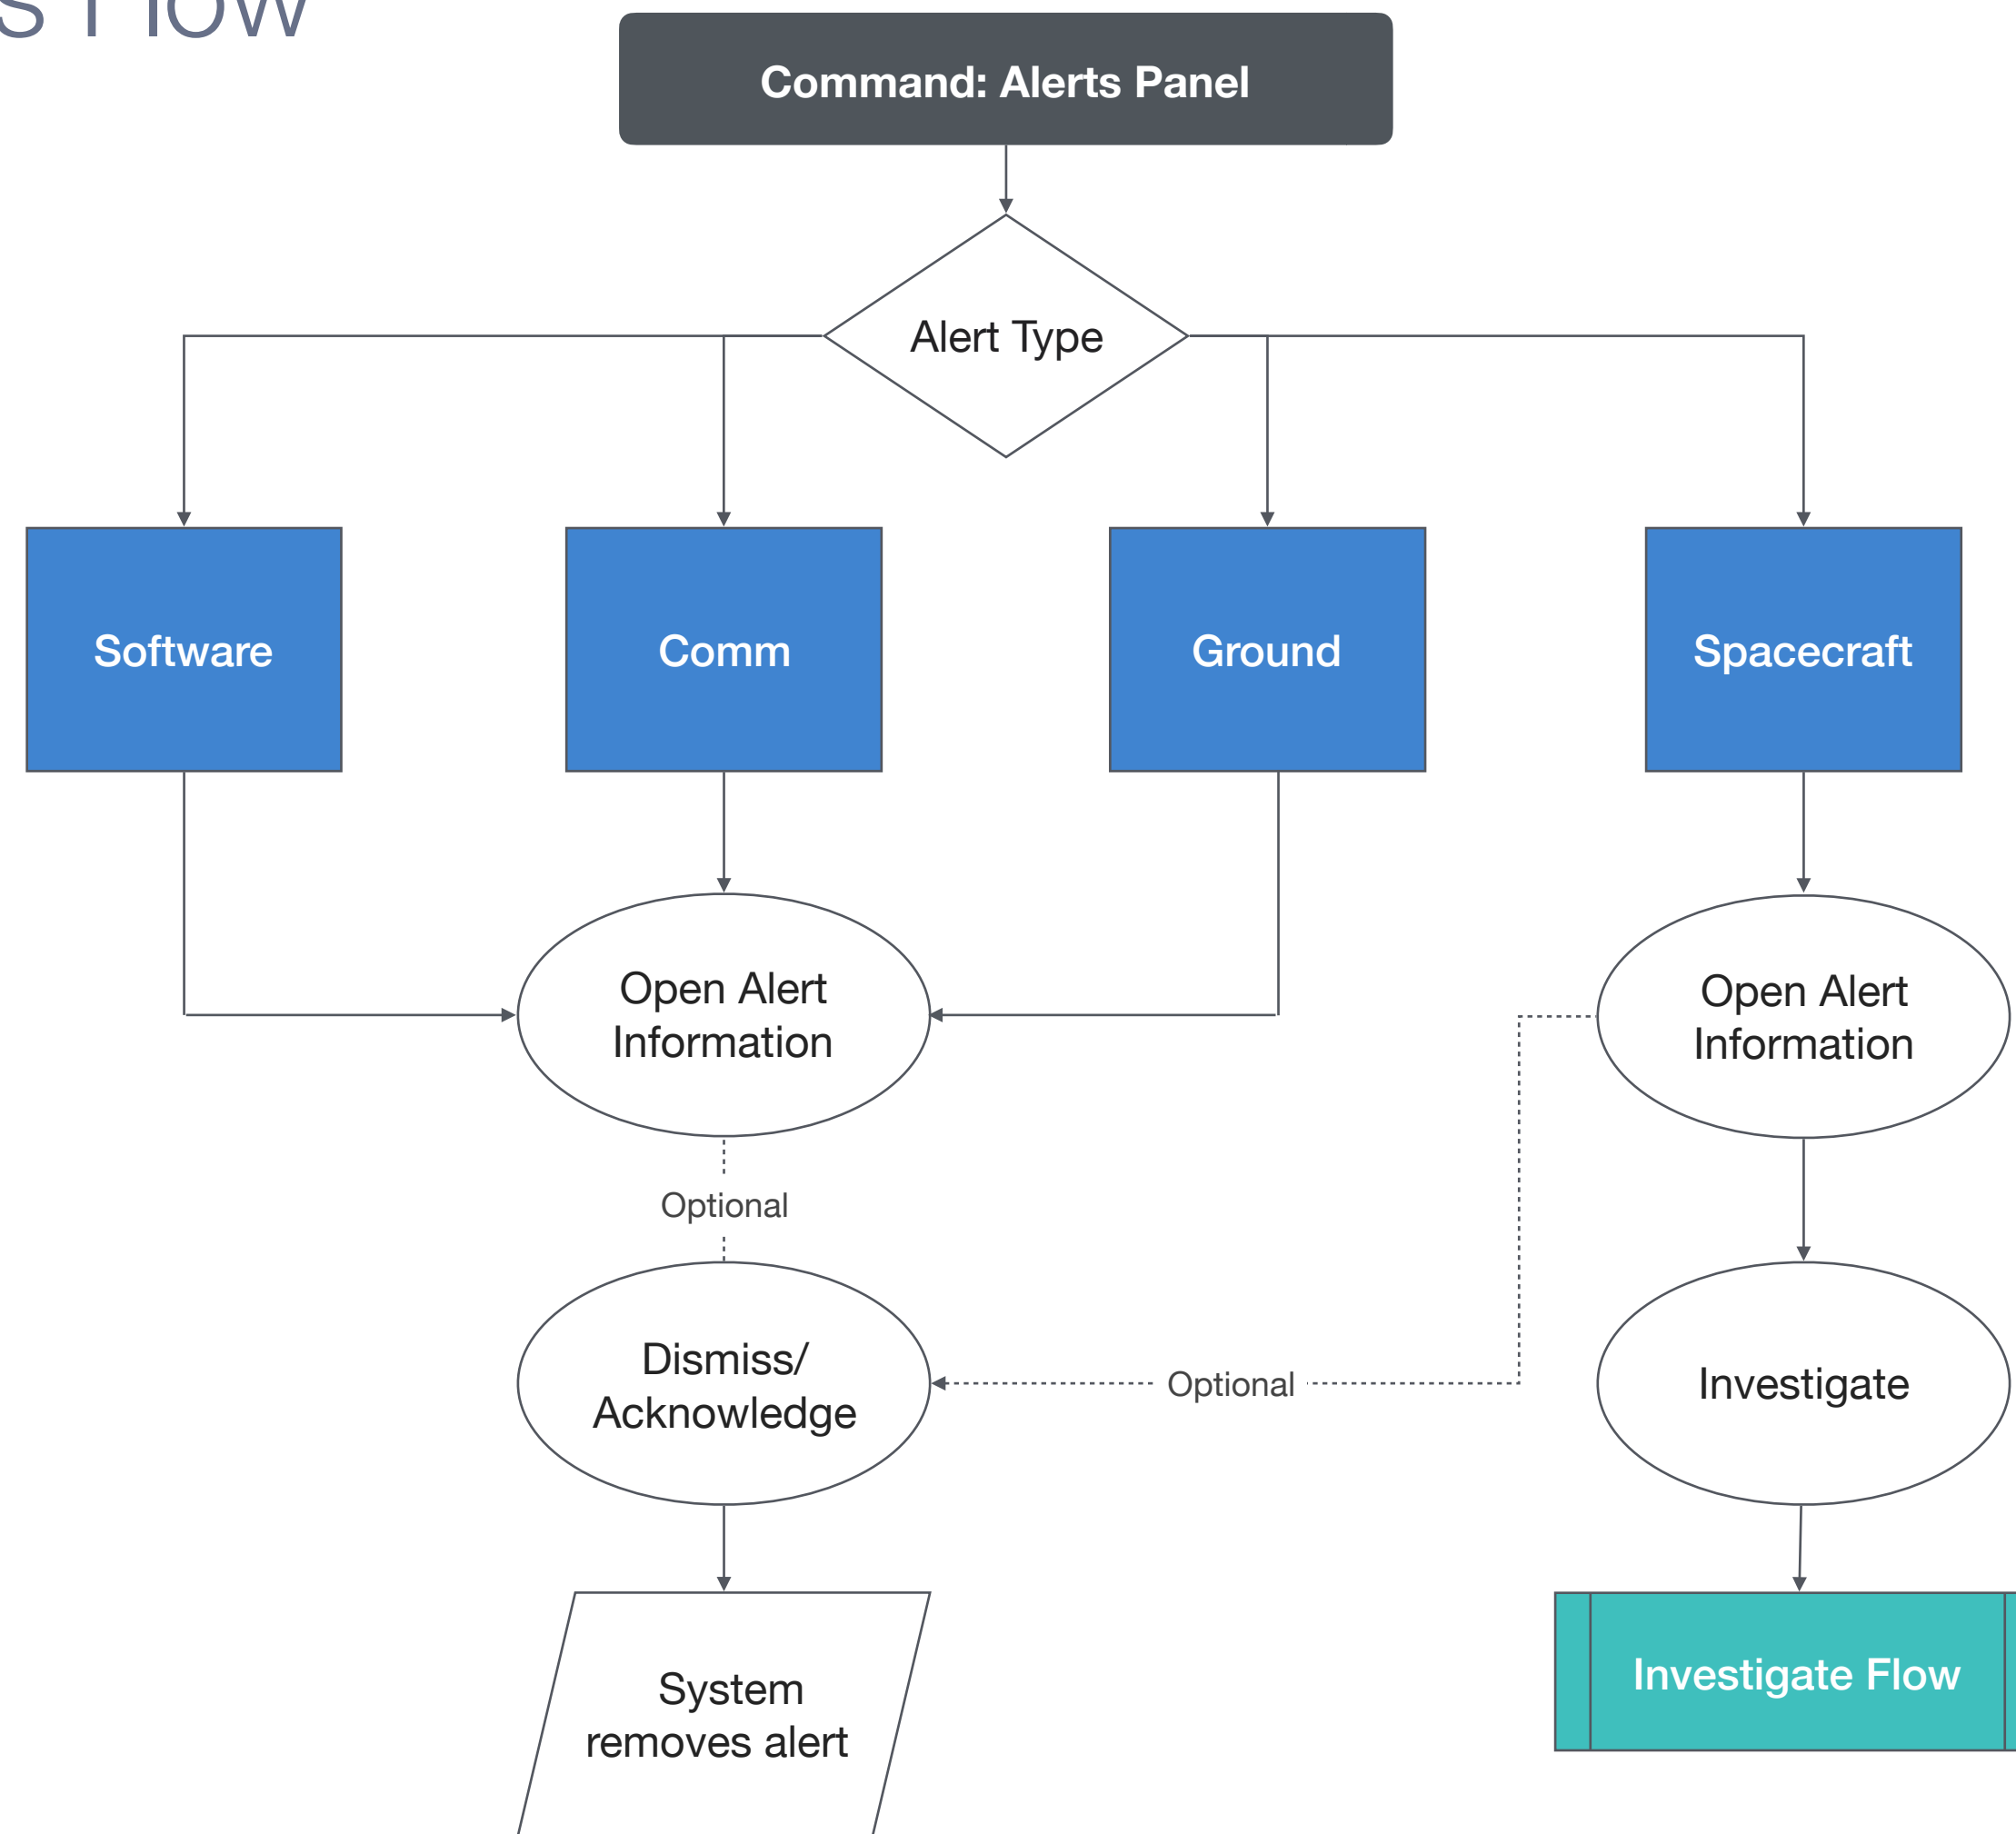 s Flow
Command: Alerts Panel
Alert Type
Software
Comm
Ground
Spacecraft
Open Alert
Information
Open Alert
Information
Optional
Dismiss/
Acknowledge
Optional
Investigate
System
removes alert
Investigate Flow